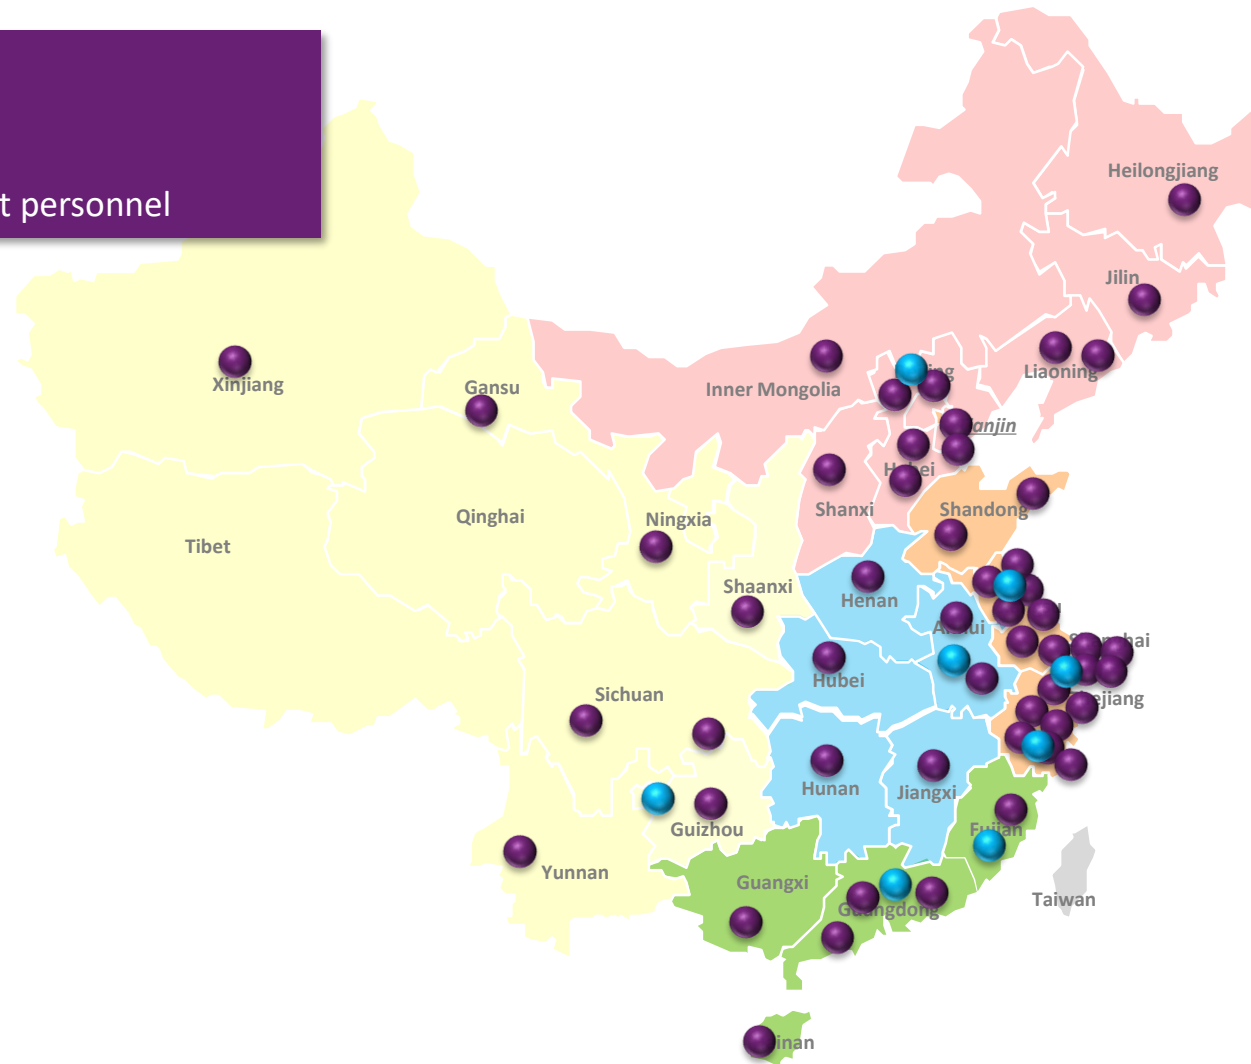 t personnel
Heilongjiang
Jilin
Xinjiang
Gansu
Inner Mongolia
Liaoning
Shanxi
Shandong
Qinghai
Ningxia
Tibet
Shaanxi
Henan
Hubei
Sichuan
Hunan
Jiangxi
Guizhou
Fujian
Yunnan
Guangxi
Guangdong
Taiwan